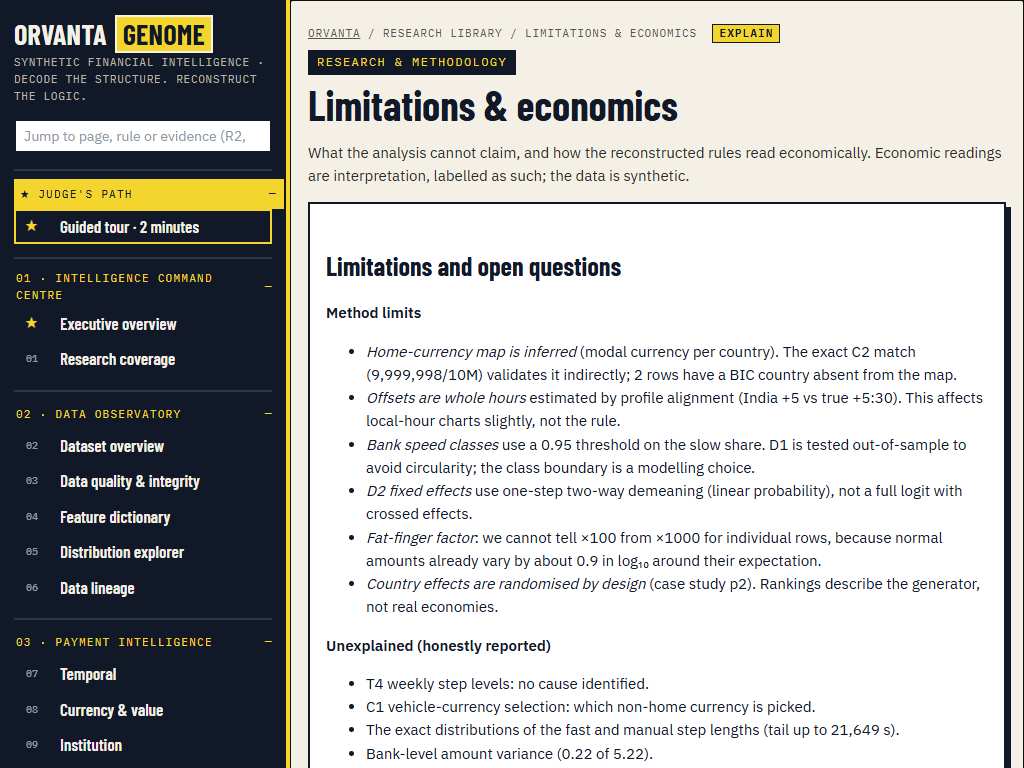 ORVANTA GENOME
SYNTHETIC FINANCIAL INTELLIGENCE ·
DECODE THE STRUCTURE. RECONSTRUCT
THE LOGIC.
Jump to page, rule or evidence (R2,
★ JUDGE'S PATH −
★ Guided tour · 2 minutes
01 · INTELLIGENCE COMMAND
CENTRE −
★ Executive overview
01 Research coverage
02 · DATA OBSERVATORY −
02 Dataset overview
03 Data quality & integrity
04 Feature dictionary
05 Distribution explorer
06 Data lineage
03 · PAYMENT INTELLIGENCE −
07 Temporal
08 Currency & value
09 Institution
ORVANTA / RESEARCH LIBRARY / LIMITATIONS & ECONOMICS EXPLAIN
RESEARCH & METHODOLOGY
Limitations & economics
What the analysis cannot claim, and how the reconstructed rules read economically. Economic readings
are interpretation, labelled as such; the data is synthetic.
Limitations and open questions
Method limits
• Home-currency map is inferred (modal currency per country). The exact C2 match
(9,999,998/10M) validates it indirectly; 2 rows have a BIC country absent from the map.
• Offsets are whole hours estimated by profile alignment (India +5 vs true +5:30). This affects
local-hour charts slightly, not the rule.
• Bank speed classes use a 0.95 threshold on the slow share. D1 is tested out-of-sample to
avoid circularity; the class boundary is a modelling choice.
• D2 fixed effects use one-step two-way demeaning (linear probability), not a full logit with
crossed effects.
• Fat-finger factor: we cannot tell ×100 from ×1000 for individual rows, because normal
amounts already vary by about 0.9 in log₁₀ around their expectation.
• Country effects are randomised by design (case study p2). Rankings describe the generator,
not real economies.
Unexplained (honestly reported)
• T4 weekly step levels: no cause identified.
• C1 vehicle-currency selection: which non-home currency is picked.
• The exact distributions of the fast and manual step lengths (tail up to 21,649 s).
• Bank-level amount variance (0.22 of 5.22).